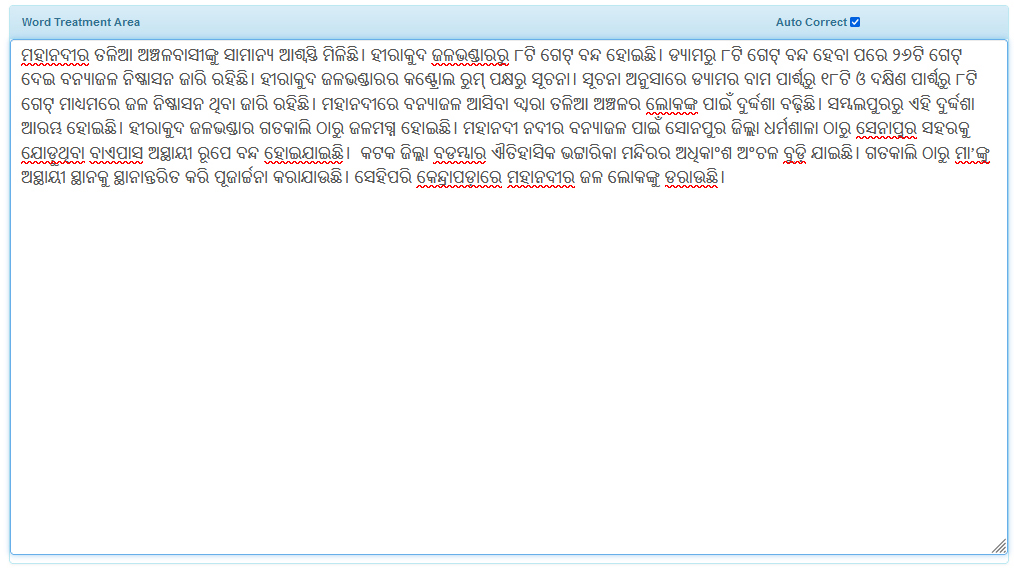 Word Treatment Area
Auto Correct
ମହାନଦୀର ତଳିଆ ଅଞ୍ଚଳବାସୀଙ୍କୁ ସାମାନ୍ୟ ଆଶ୍ୱସ୍ତି ମିଳିଛି। ହୀରାକୁଦ ଜଳଭଣ୍ଡାରରୁ ୮ଟି ଗେଟ୍ ବନ୍ଦ ହୋଇଛି। ଡ୍ୟାମରୁ ୮ଟି ଗେଟ୍ ବନ୍ଦ ହେବା ପରେ ୨୬ଟି ଗେଟ୍
ଦେଇ ବନ୍ୟାଜଳ ନିଷ୍କାସନ ଜାରି ରହିଛି। ହୀରାକୁଦ ଜଳଭଣ୍ଡାରର କଣ୍ଟ୍ରୋଲ ରୁମ୍ ପକ୍ଷରୁ ସୂଚନା। ସୂଚନା ଅନୁସାରେ ଡ୍ୟାମର ବାମ ପାର୍ଶ୍ୱରୁ ୧୮ଟି ଓ ଦକ୍ଷିଣ ପାର୍ଶ୍ୱରୁ ୮ଟି
ଗେଟ୍ ମାଧ୍ୟମରେ ଜଳ ନିଷ୍କାସନ ଥିବା ଜାରି ରହିଛି। ମହାନଦୀରେ ବନ୍ୟାଜଳ ଆସିବା ଦ୍ୱାରା ତଳିଆ ଅଞ୍ଚଳର ଲୋକଙ୍କ ପାଇଁ ଦୁର୍ଦ୍ଦଶା ବଢ଼ିଛି। ସମ୍ବଲପୁରରୁ ଏହି ଦୁର୍ଦ୍ଦଶା
ଆରମ୍ଭ ହୋଇଛି। ହୀରାକୁଦ ଜଳଭଣ୍ଡାର ଗତକାଲି ଠାରୁ ଜଳମଗ୍ନ ହୋଇଛି। ମହାନଦୀ ନଦୀର ବନ୍ୟାଜଳ ପାଇଁ ସୋନପୁର ଜିଲ୍ଲା ଧର୍ମଶାଳା ଠାରୁ ସେନାପୁର ସହରକୁ
ଯୋଡୁଥିବା ବାଏପାସ ଅସ୍ଥାୟୀ ରୂପେ ବନ୍ଦ ହୋଇଯାଇଛି। କଟକ ଜିଲ୍ଲା ବଡମ୍ବାର ଐତିହାସିକ ଭଟ୍ଟାରିକା ମନ୍ଦିରର ଅଧିକାଂଶ ଅଂଚଳ ବୁଡ଼ି ଯାଇଛି। ଗତକାଲି ଠାରୁ ମା’ଙ୍କୁ
ଅସ୍ଥାୟୀ ସ୍ଥାନକୁ ସ୍ଥାନାନ୍ତରିତ କରି ପୂଜାର୍ଚ୍ଚନା କରାଯାଉଛି। ସେହିପରି କେନ୍ଦ୍ରାପଡ଼ାରେ ମହାନଦୀର ଜଳ ଲୋକଙ୍କୁ ଡରାଉଛି।